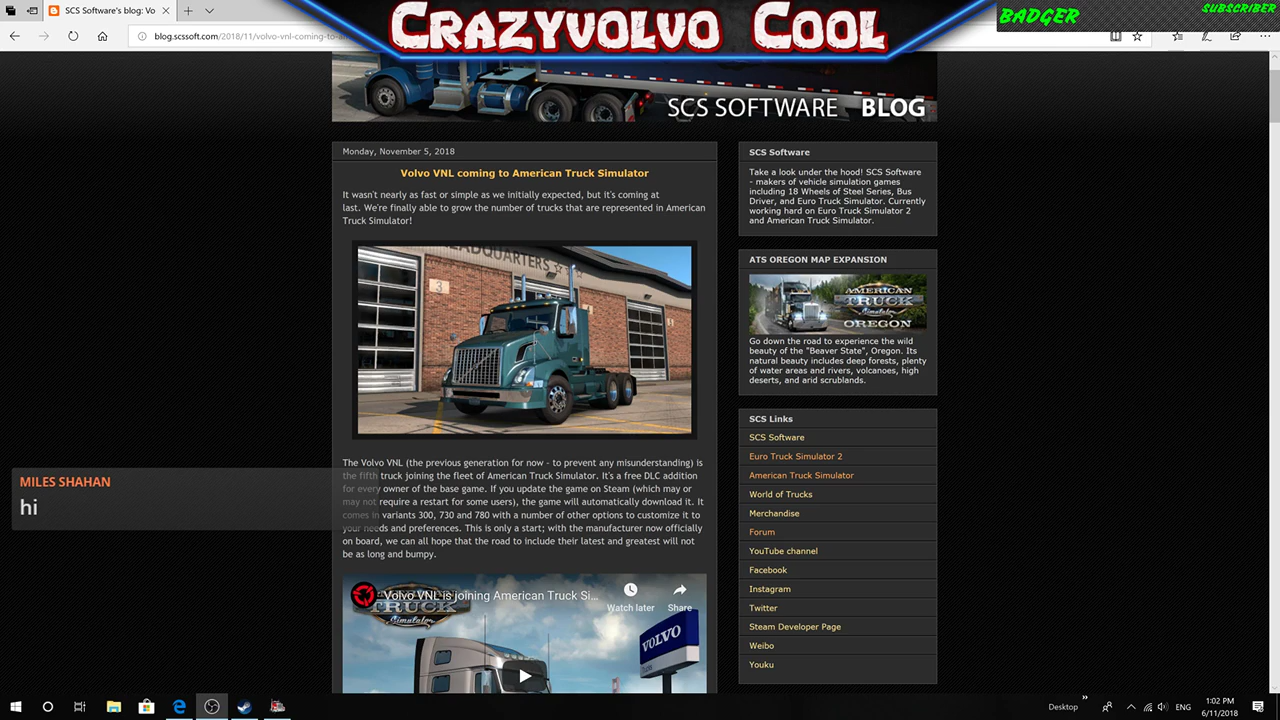 SCS Software's blog: Vo
CRAZYVOLVO COOL
BADGER
SUBSCRIBER
blog.scssoft.com/2018/11/volvo-vnl-coming-to-am
SCS SOFTWARE BLOG
Monday, November 5, 2018
Volvo VNL coming to American Truck Simulator
It wasn't nearly as fast or simple as we initially expected, but it's coming at
last. We're finally able to grow the number of trucks that are represented in American
Truck Simulator!
HEADQUARTERS
3
The Volvo VNL (the previous generation for now - to prevent any misunderstanding) is
the fifth truck joining the fleet of American Truck Simulator. It's a free DLC addition
for every owner of the base game. If you update the game on Steam (which may or
may not require a restart for some users), the game will automatically download it. It
comes in variants 300, 730 and 780 with a number of other options to customize it to
your needs and preferences. This is only a start; with the manufacturer now officially
on board, we can all hope that the road to include their latest and greatest will not
be as long and bumpy.
Volvo VNL is joining American Truck Si...
Watch later
Share
TRUCK
Simulator
VOLVO
SCS Software
Take a look under the hood! SCS Software
- makers of vehicle simulation games
including 18 Wheels of Steel Series, Bus
Driver, and Euro Truck Simulator. Currently
working hard on Euro Truck Simulator 2
and American Truck Simulator.
ATS OREGON MAP EXPANSION
AMERICAN
TRUCK
SIMULATOR
OREGON
Go down the road to experience the wild
beauty of the "Beaver State", Oregon. Its
natural beauty includes deep forests, plenty
of water areas and rivers, volcanoes, high
deserts, and arid scrublands.
SCS Links
SCS Software
Euro Truck Simulator 2
American Truck Simulator
World of Trucks
Merchandise
Forum
YouTube channel
Facebook
Instagram
Twitter
Steam Developer Page
Weibo
Youku
MILES SHAHAN
hi
Desktop
ENG
1:02 PM
6/11/2018